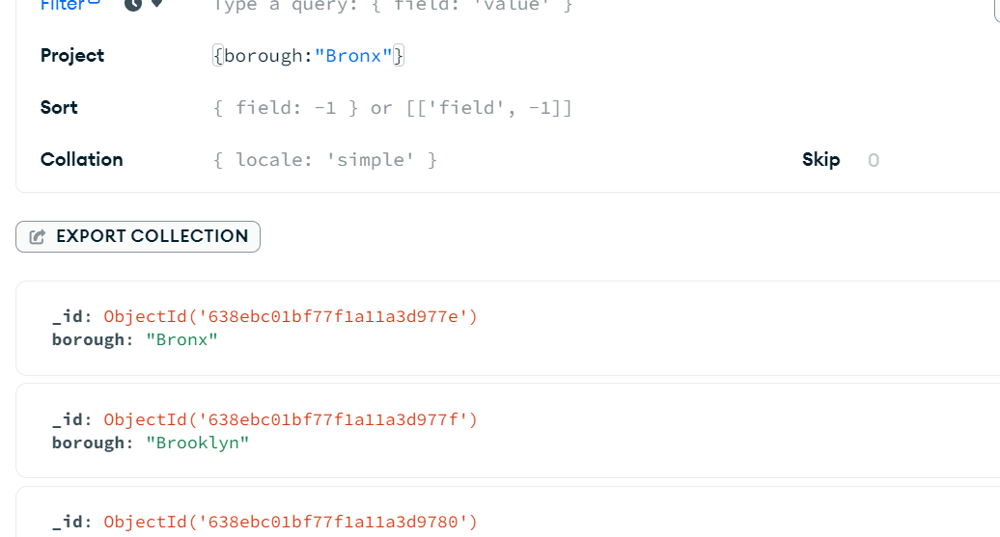 Filter
Type a query: { field: 'value' }
Project {borough:"Bronx"}
Sort { field: -1 } or [['field', -1]]
Collation { locale: 'simple' } Skip 0
EXPORT COLLECTION
_id: ObjectId('638ebc01bf77f1a11a3d977e')
borough: "Bronx"
_id: ObjectId('638ebc01bf77f1a11a3d977f')
borough: "Brooklyn"
_id: ObjectId('638ebc01bf77f1a11a3d9780')